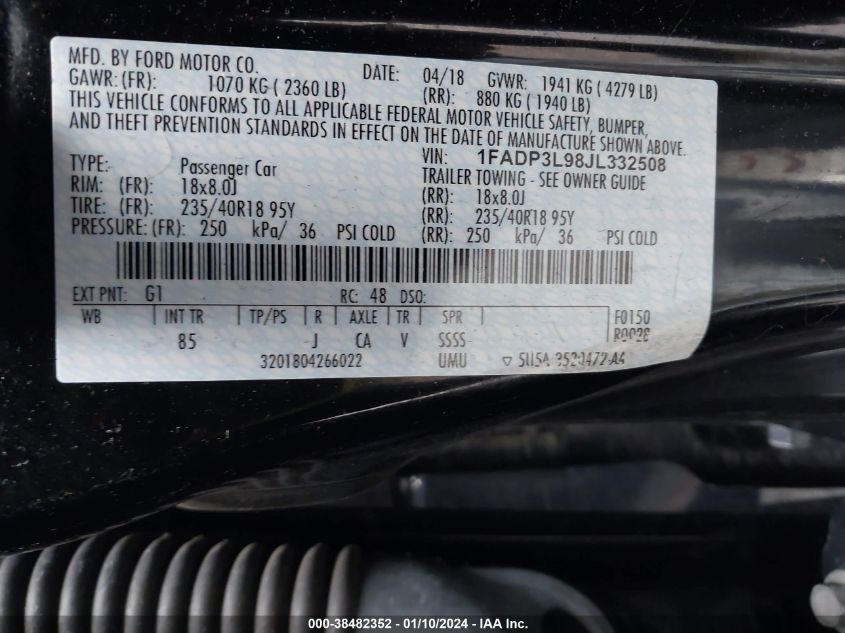 MFD. BY FORD MOTOR CO. DATE: 04/18 GVWR: 1941 KG ( 4279 LB)
GAWR: (FR): 1070 KG ( 2360 LB) (RR): 880 KG ( 1940 LB)
THIS VEHICLE CONFORMS TO ALL APPLICABLE FEDERAL MOTOR VEHICLE SAFETY, BUMPER,
AND THEFT PREVENTION STANDARDS IN EFFECT ON THE DATE OF MANUFACTURE SHOWN ABOVE.
VIN: 1FADP3L98JL332508
TYPE: Passenger Car TRAILER TOWING - SEE OWNER GUIDE
RIM: (FR): 18x8.0J (RR): 18x8.0J
TIRE: (FR): 235/40R18 95Y (RR): 235/40R18 95Y
PRESSURE: (FR): 250 kPa/ 36 PSI COLD (RR): 250 kPa/ 36 PSI COLD
EXT PNT: G1 RC: 48 DSO:
WB INT TR TP/PS R AXLE TR SPR F0150
85 J CA V SSSS
3201804266022 UMU
000-38482352 — 01/10/2024 — IAA Inc.